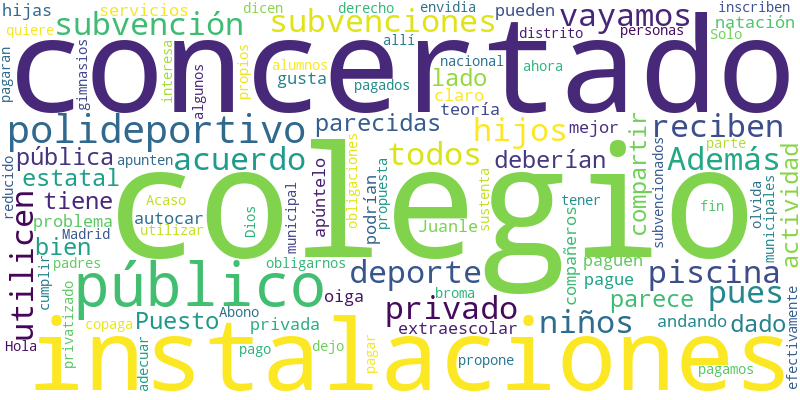 hijas servicios dicen derecho envidia pueden inscriben
subvención subvenciones vayamos natación
quiere distrito personas Solo
concertado
pagaran gimnasios interesa algunos propios alumnos gusta pagados nacional lado ahora
allí claro teoría
polideportivo parecidas hijos mejor reciben
pública apunten acuerdo todos deberían Además parte
estatal compartir
reducido tiene Acaso apúntelo obligaciones sustenta subvencionados olvida municipales actividad
colegio
problema autocar utilizar Dios municipal podrían propuesta Juanle tener fin
utilicen Madrid bien padres obligarnos compañeros paguen
cumplir público deporte pague piscina pues
privatizado Puesto Abono oiga broma privado niños parece dado
copaga privada extraescolar andando
Hola adecuar pago dejo pagar propone pagamos efectivamente
instalaciones